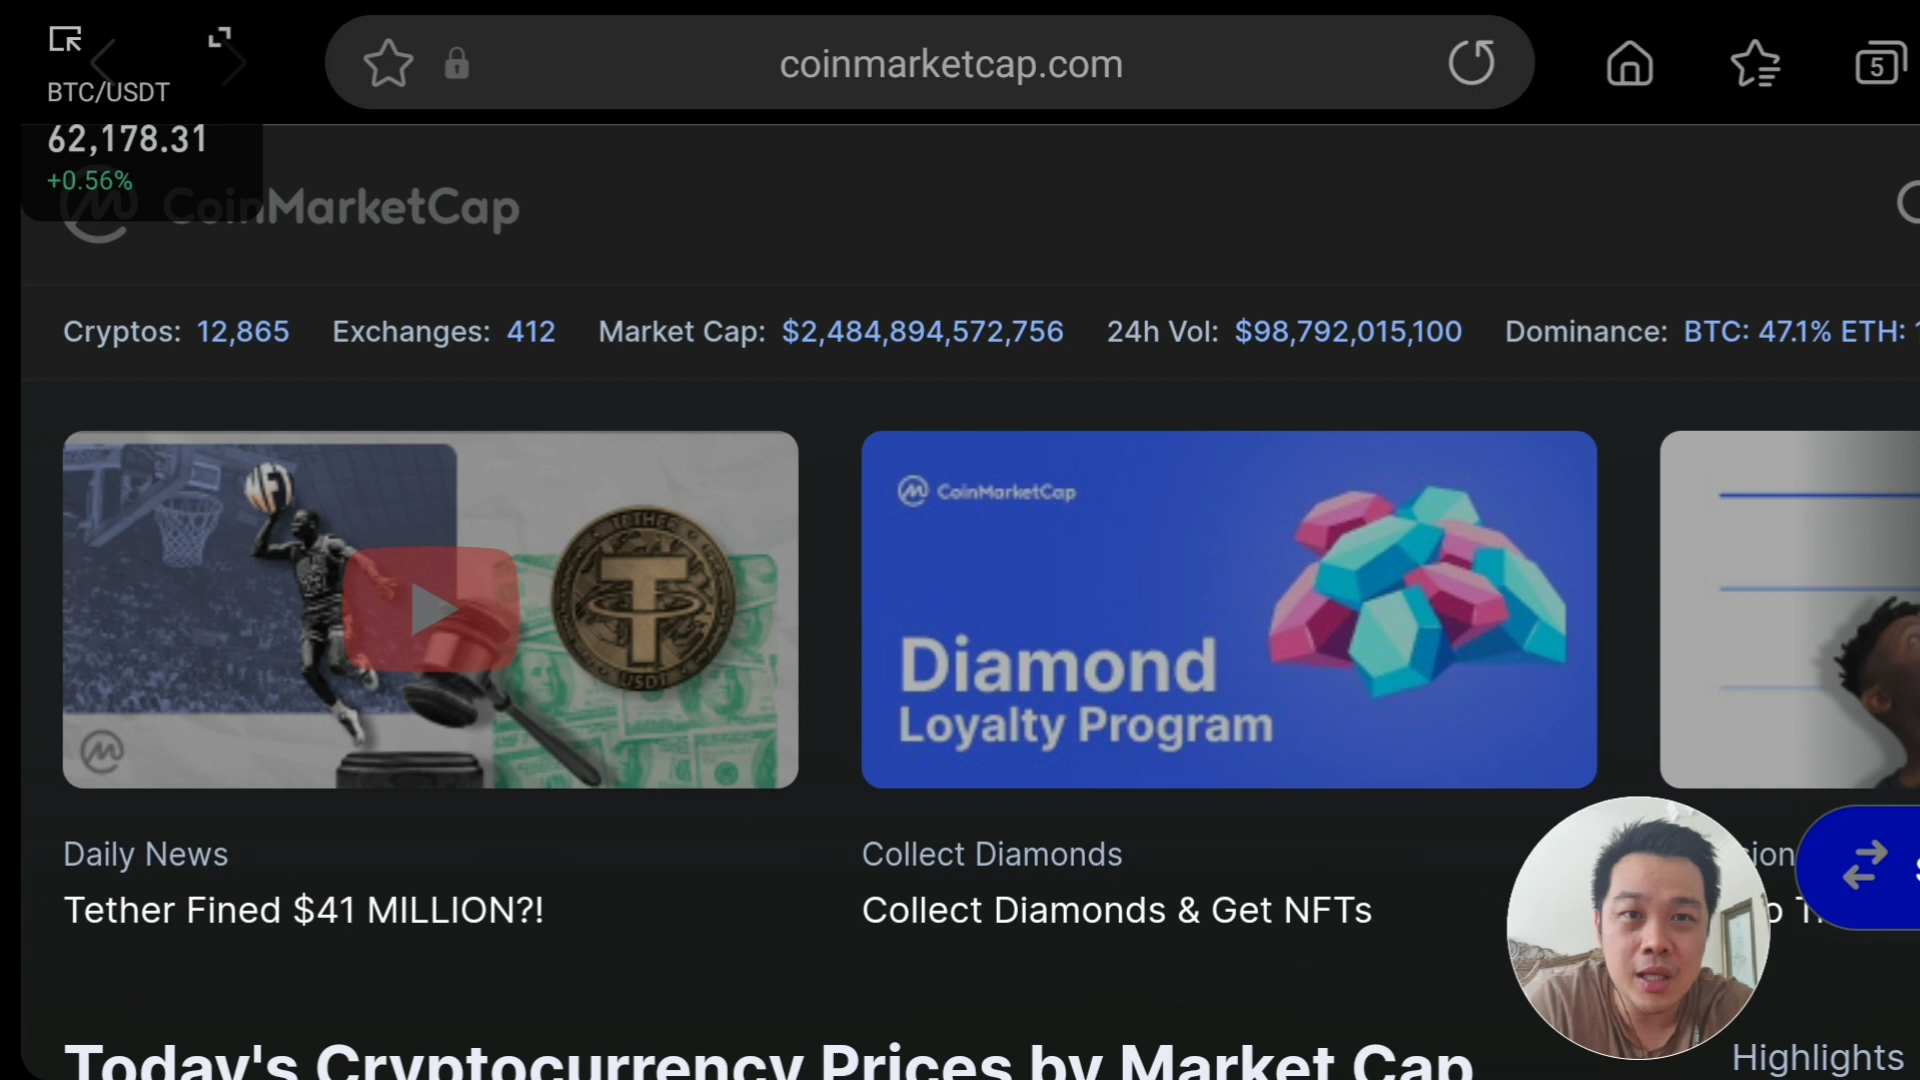 coinmarketcap.com
5
BTC/USDT
62,178.31
+0.56%
CoinMarketCap
Cryptos: 12,865 Exchanges: 412 Market Cap: $2,484,894,572,756 24h Vol: $98,792,015,100 Dominance: BTC: 47.1% ETH:
NF
TETHER
USDT
CoinMarketCap
Diamond
Loyalty Program
Daily News
Tether Fined $41 MILLION?!
Collect Diamonds
Collect Diamonds & Get NFTs
Today's Cryptocurrency Prices by Market Cap
Highlights